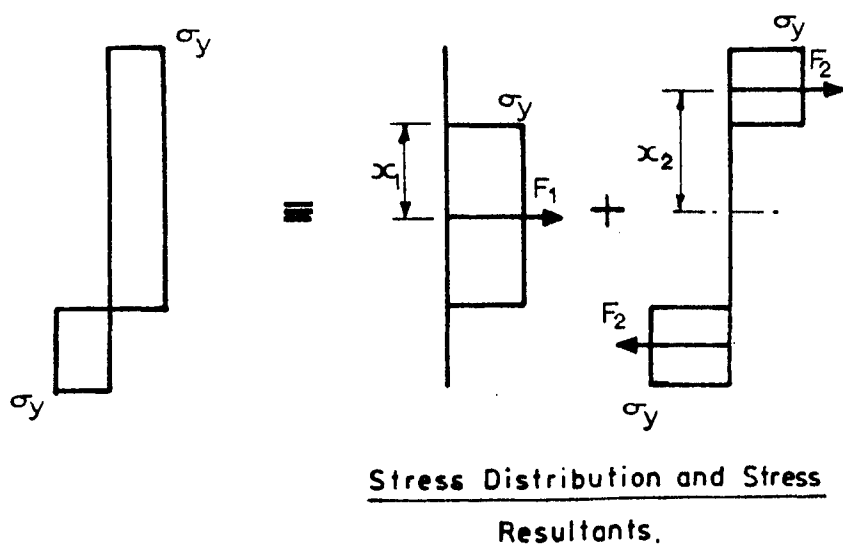 σy
σy
σy
x1
F1
≡
+
σy
F2
x2
F2
σy
Stress Distribution and Stress
Resultants.